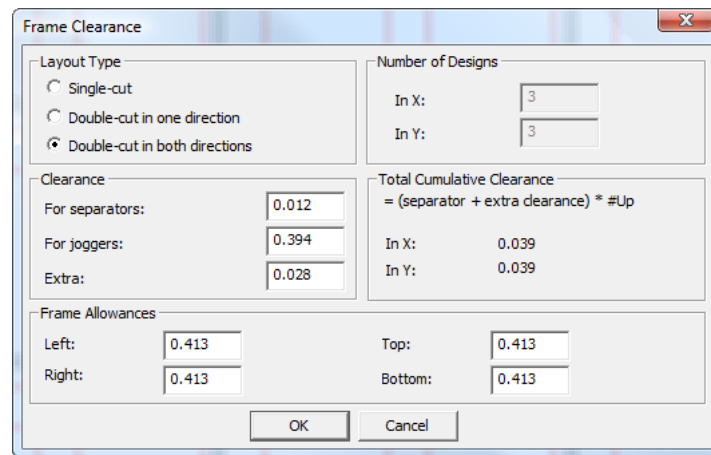 Frame Clearance
Layout Type
Single-cut
Double-cut in one direction
Double-cut in both directions
Number of Designs
In X: 3
In Y: 3
Clearance
For separators: 0.012
For joggers: 0.394
Extra: 0.028
Total Cumulative Clearance
= (separator + extra clearance) * #Up
In X: 0.039
In Y: 0.039
Frame Allowances
Left: 0.413
Right: 0.413
Top: 0.413
Bottom: 0.413
OK
Cancel